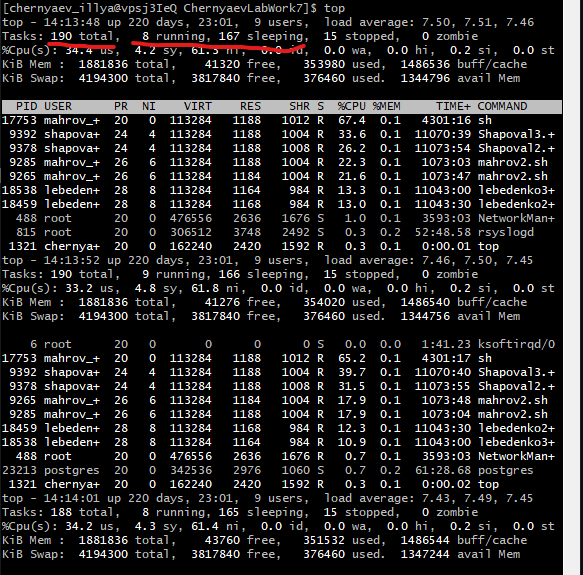 [chernyaev_illya@vpsj3IeQ ChernyaevLabWork7]$ top
top - 14:13:48 up 220 days, 23:01,  9 users,  load average: 7.50, 7.51, 7.46
Tasks: 190 total,   8 running, 167 sleeping,  15 stopped,   0 zombie
%Cpu(s): 34.4 us,  4.2 sy, 61.1 ni,  0.0 id,  0.0 wa,  0.0 hi,  0.2 si,  0.0 st
KiB Mem :  1881836 total,    41320 free,   353980 used,  1486536 buff/cache
KiB Swap:  4194300 total,  3817840 free,   376460 used.  1344796 avail Mem
PID USER      PR  NI    VIRT    RES    SHR S  %CPU %MEM     TIME+ COMMAND
17753 mahrov_+  20   0  113284   1188   1012 R  67.4  0.1   4301:16 sh
9392 shapova+  24   4  113284   1188   1004 R  33.6  0.1  11070:39 Shapoval3.+
9378 shapova+  24   4  113284   1188   1008 R  26.2  0.1  11073:54 Shapoval2.+
9285 mahrov_+  26   6  113284   1188   1004 R  22.3  0.1   1073:03 mahrov2.sh
9265 mahrov_+  26   6  113284   1184   1004 R  21.6  0.1   1073:47 mahrov2.sh
18538 lebeden+  28   8  113284   1164    984 R  13.3  0.1  11043:00 lebedenko3+
18459 lebeden+  28   8  113284   1168    984 R  13.0  0.1  11043:30 lebedenko2+
488 root      20   0  476556   2636   1676 S   1.0  0.1   3593:03 NetworkMan+
815 root      20   0  306512   3748   2492 S   0.3  0.2  52:48.58 rsyslogd
1321 chernya+  20   0  162240   2420   1592 R   0.3  0.1   0:00.01 top
top - 14:13:52 up 220 days, 23:01,  9 users,  load average: 7.46, 7.50, 7.45
Tasks: 190 total,   9 running, 166 sleeping,  15 stopped,   0 zombie
%Cpu(s): 33.2 us,  4.8 sy, 61.8 ni,  0.0 id,  0.0 wa,  0.0 hi,  0.2 si,  0.0 st
KiB Mem :  1881836 total,    41276 free,   354020 used,  1486540 buff/cache
KiB Swap:  4194300 total,  3817840 free,   376460 used.  1344756 avail Mem
6 root      20   0       0      0      0 R   0.0  0.0   1:41.23 ksoftirqd/0
17753 mahrov_+  20   0  113284   1188   1012 R  65.2  0.1   4301:17 sh
9392 shapova+  24   4  113284   1188   1004 R  39.7  0.1  11070:40 Shapoval3.+
9378 shapova+  24   4  113284   1188   1008 R  31.5  0.1  11073:55 Shapoval2.+
9265 mahrov_+  26   6  113284   1184   1004 R  17.9  0.1   1073:48 mahrov2.sh
9285 mahrov_+  26   6  113284   1188   1004 R  17.9  0.1   1073:04 mahrov2.sh
18459 lebeden+  28   8  113284   1168    984 R  12.3  0.1  11043:30 lebedenko2+
18538 lebeden+  28   8  113284   1164    984 R  10.9  0.1  11043:00 lebedenko3+
488 root      20   0  476556   2636   1676 R   0.7  0.1   3593:03 NetworkMan+
23213 postgres  20   0  342536   2976   1060 S   0.7  0.2  61:28.68 postgres
1321 chernya+  20   0  162240   2420   1592 R   0.3  0.1   0:00.02 top
top - 14:14:01 up 220 days, 23:01,  9 users,  load average: 7.43, 7.49, 7.45
Tasks: 188 total,   8 running, 165 sleeping,  15 stopped,   0 zombie
%Cpu(s): 34.2 us,  4.3 sy, 61.4 ni,  0.0 id,  0.0 wa,  0.0 hi,  0.2 si,  0.0 st
KiB Mem :  1881836 total,    43760 free,   351532 used,  1486544 buff/cache
KiB Swap:  4194300 total,  3817840 free,   376460 used.  1347244 avail Mem